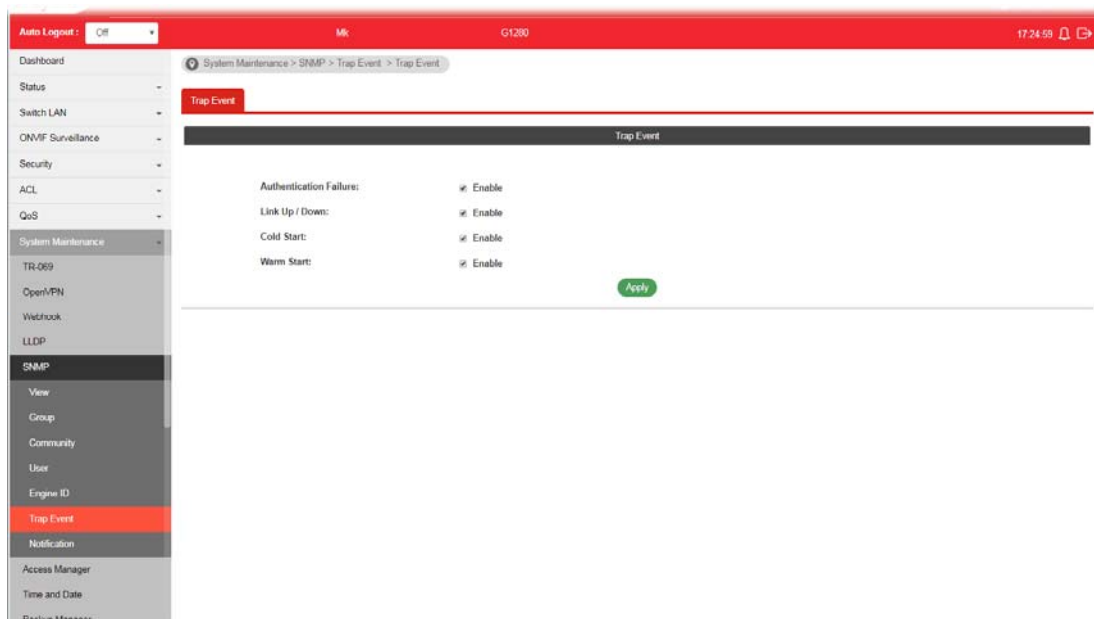 Auto Logout : Off Mk G1280 17:24:59
Dashboard
System Maintenance > SNMP > Trap Event > Trap Event
Status
Trap Event
Switch LAN
ONVIF Surveillance
Trap Event
Security
ACL
Authentication Failure: Enable
QoS
Link Up / Down: Enable
System Maintenance
Cold Start: Enable
TR-069
Warm Start: Enable
OpenVPN
Apply
Webhook
LLDP
SNMP
View
Group
Community
User
Engine ID
Trap Event
Notification
Access Manager
Time and Date
Backup Manager